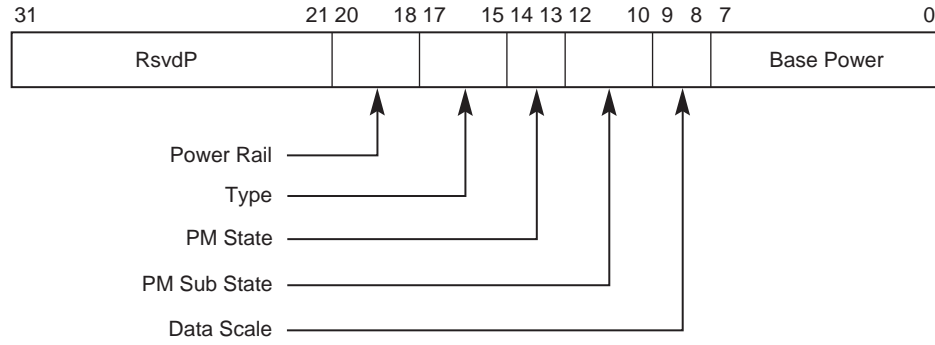 31 21 20 18 17 15 14 13 12 10 9 8 7 0
RsvdP Base Power
Power Rail
Type
PM State
PM Sub State
Data Scale